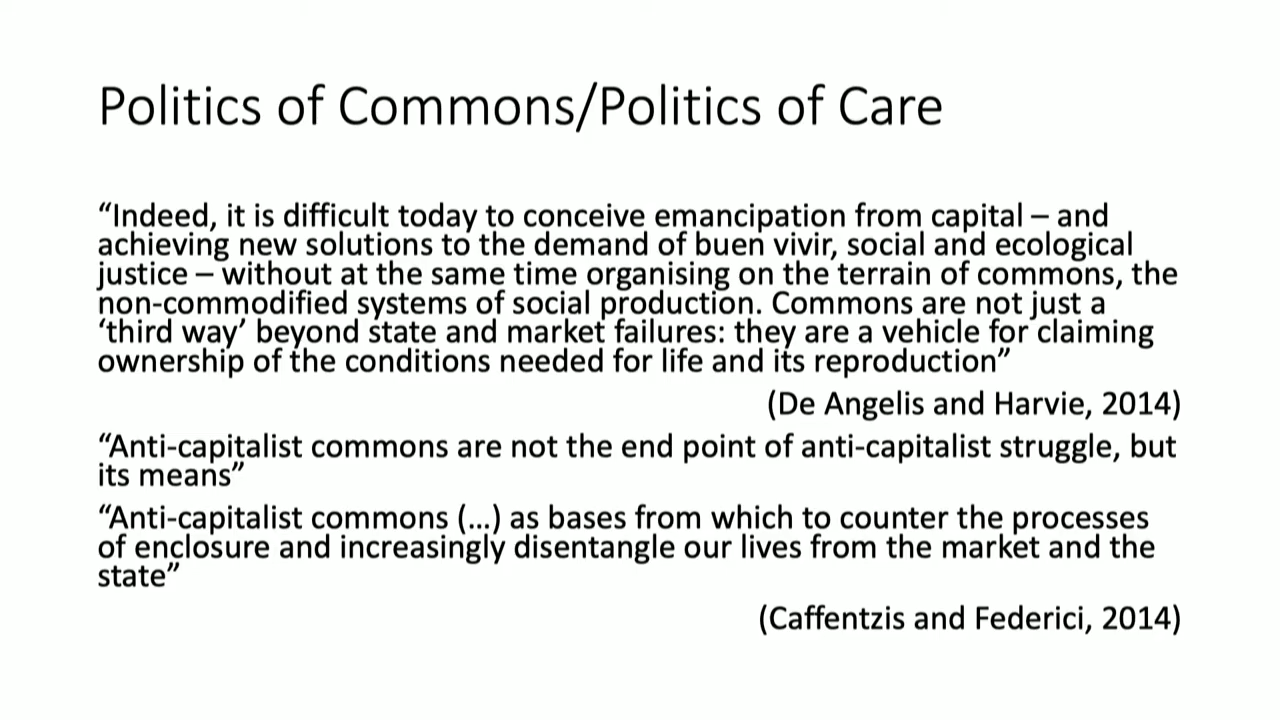 Politics of Commons/Politics of Care
“Indeed, it is difficult today to conceive emancipation from capital – and
achieving new solutions to the demand of buen vivir, social and ecological
justice – without at the same time organising on the terrain of commons, the
non-commodified systems of social production. Commons are not just a
‘third way’ beyond state and market failures: they are a vehicle for claiming
ownership of the conditions needed for life and its reproduction”
(De Angelis and Harvie, 2014)
“Anti-capitalist commons are not the end point of anti-capitalist struggle, but
its means”
“Anti-capitalist commons (…) as bases from which to counter the processes
of enclosure and increasingly disentangle our lives from the market and the
state”
(Caffentzis and Federici, 2014)